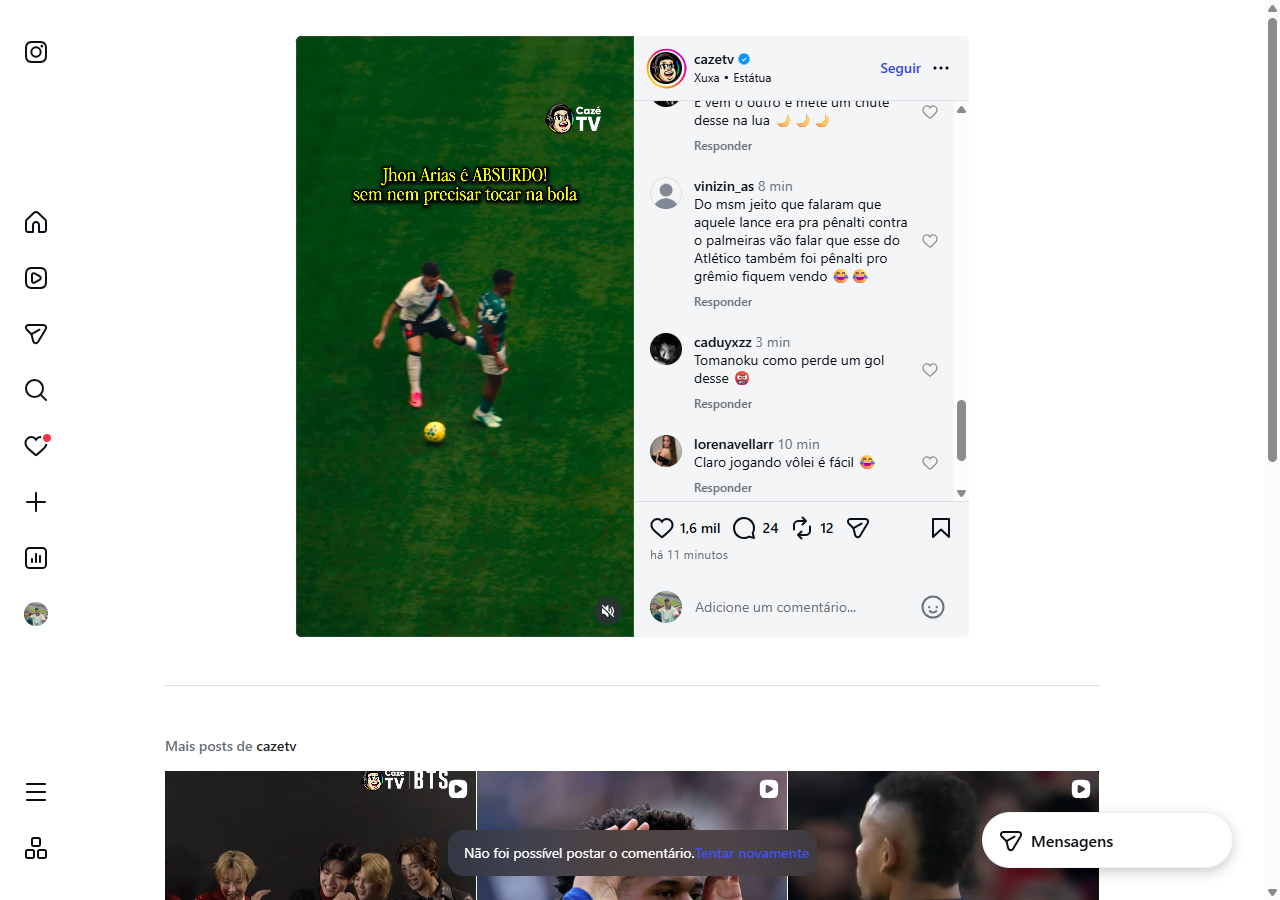 Cazé
TV
Jhon Arias é ABSURDO!
sem nem precisar tocar na bola
cazetv
Seguir
Xuxa • Estátua
E vem o outro e mete um chute
desse na lua 🌙🌙🌙
Responder
vinizin_as 8 min
Do msm jeito que falaram que
aquele lance era pra pênalti contra
o palmeiras vão falar que esse do
Atlético também foi pênalti pro
grêmio fiquem vendo 😂😂
Responder
caduyxzz 3 min
Tomanoku como perde um gol
desse 👹
Responder
lorenavellarr 10 min
Claro jogando vôlei é fácil 😂
Responder
1,6 mil 24 12
há 11 minutos
Adicione um comentário...
Mais posts de cazetv
Cazé
TV BTS
Não foi possível postar o comentário. Tentar novamente
Mensagens